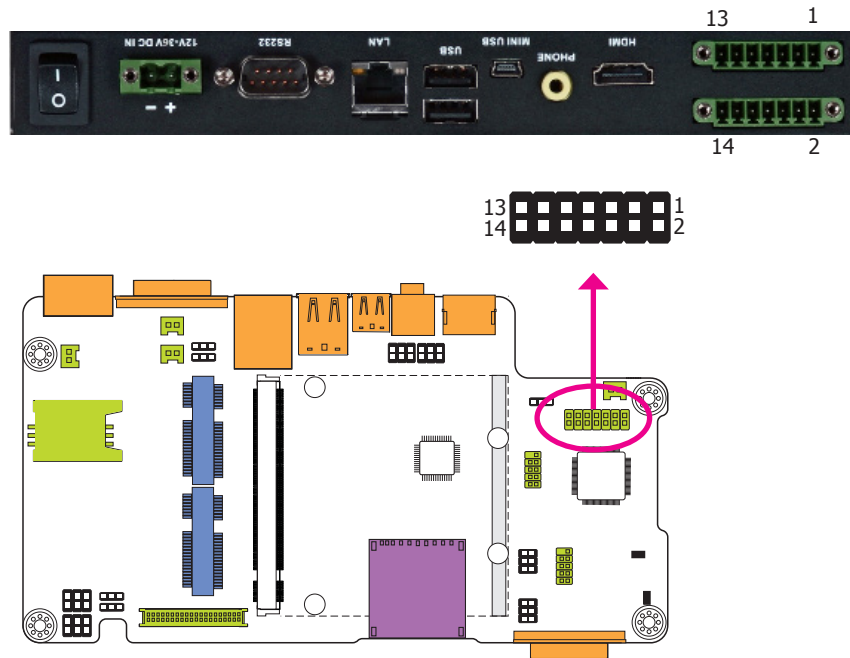 13 1
12V-36V DC IN
RS232
LAN
USB
MINI USB
PHONE
HDMI
I
O
- +
14 2
13 1
14 2